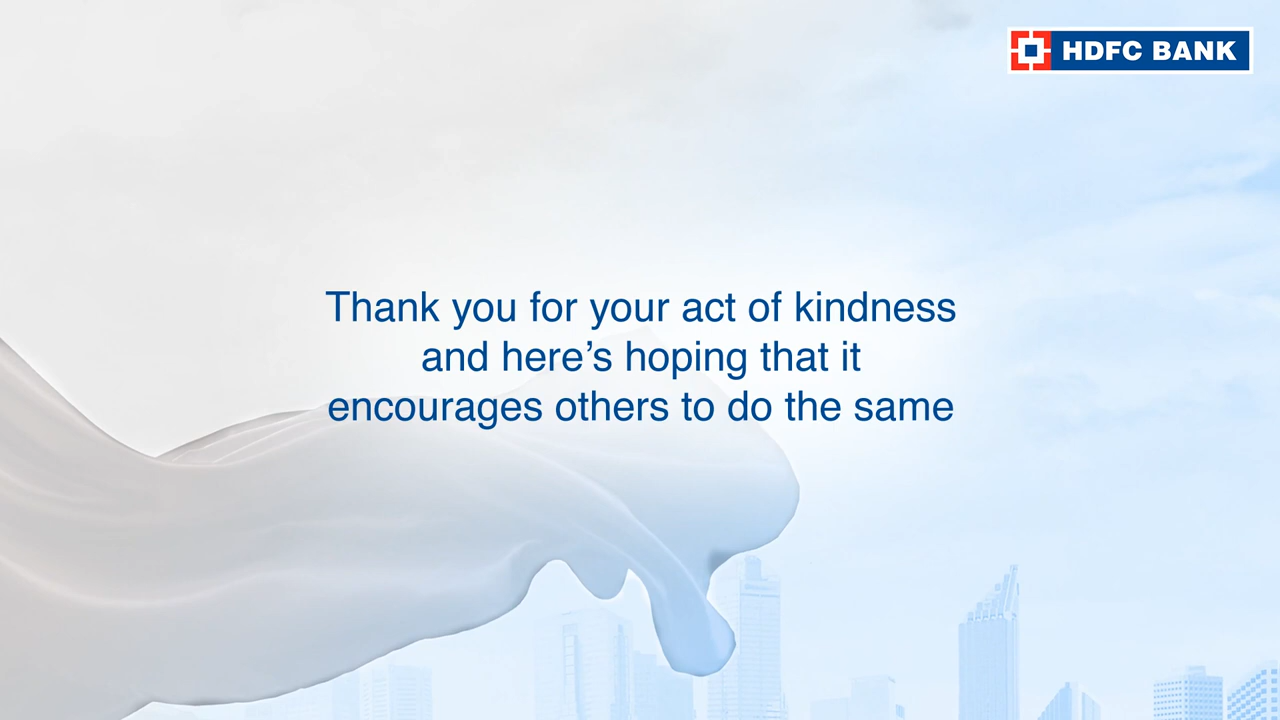 HDFC BANK
Thank you for your act of kindness
and here’s hoping that it
encourages others to do the same